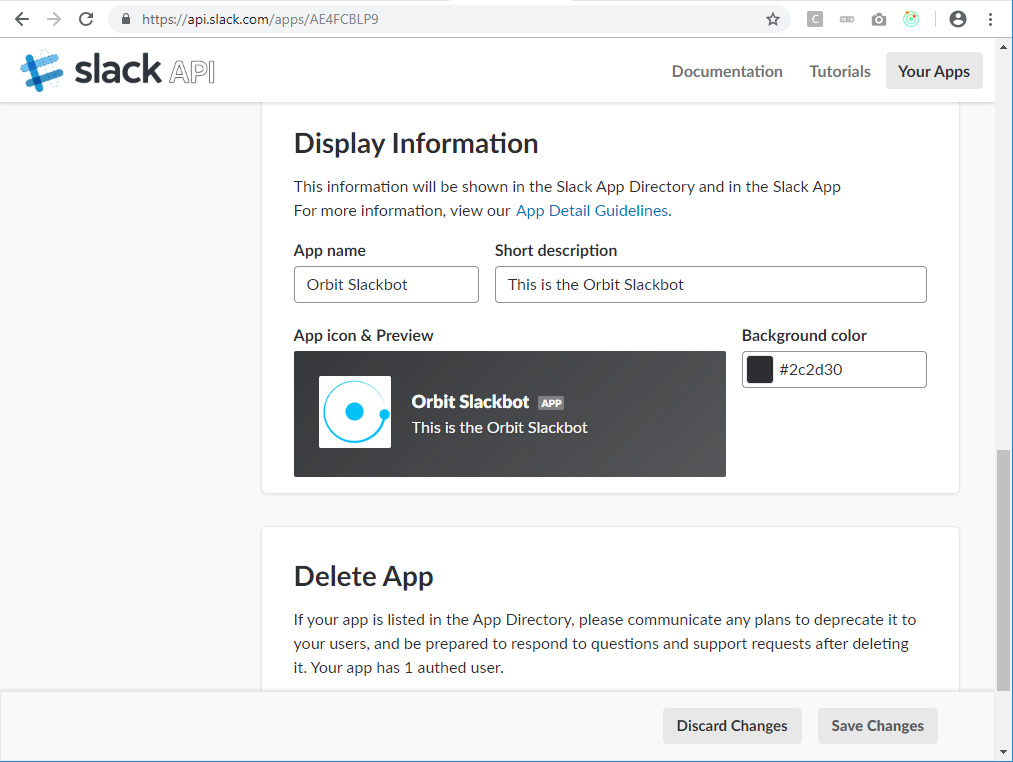 https://api.slack.com/apps/AE4FCBLP9
slack API
Documentation
Tutorials
Your Apps
Display Information
This information will be shown in the Slack App Directory and in the Slack App
For more information, view our App Detail Guidelines.
App name
Short description
Orbit Slackbot
This is the Orbit Slackbot
App icon & Preview
Background color
#2c2d30
Orbit Slackbot APP
This is the Orbit Slackbot
Delete App
If your app is listed in the App Directory, please communicate any plans to deprecate it to
your users, and be prepared to respond to questions and support requests after deleting
it. Your app has 1 authed user.
Discard Changes
Save Changes